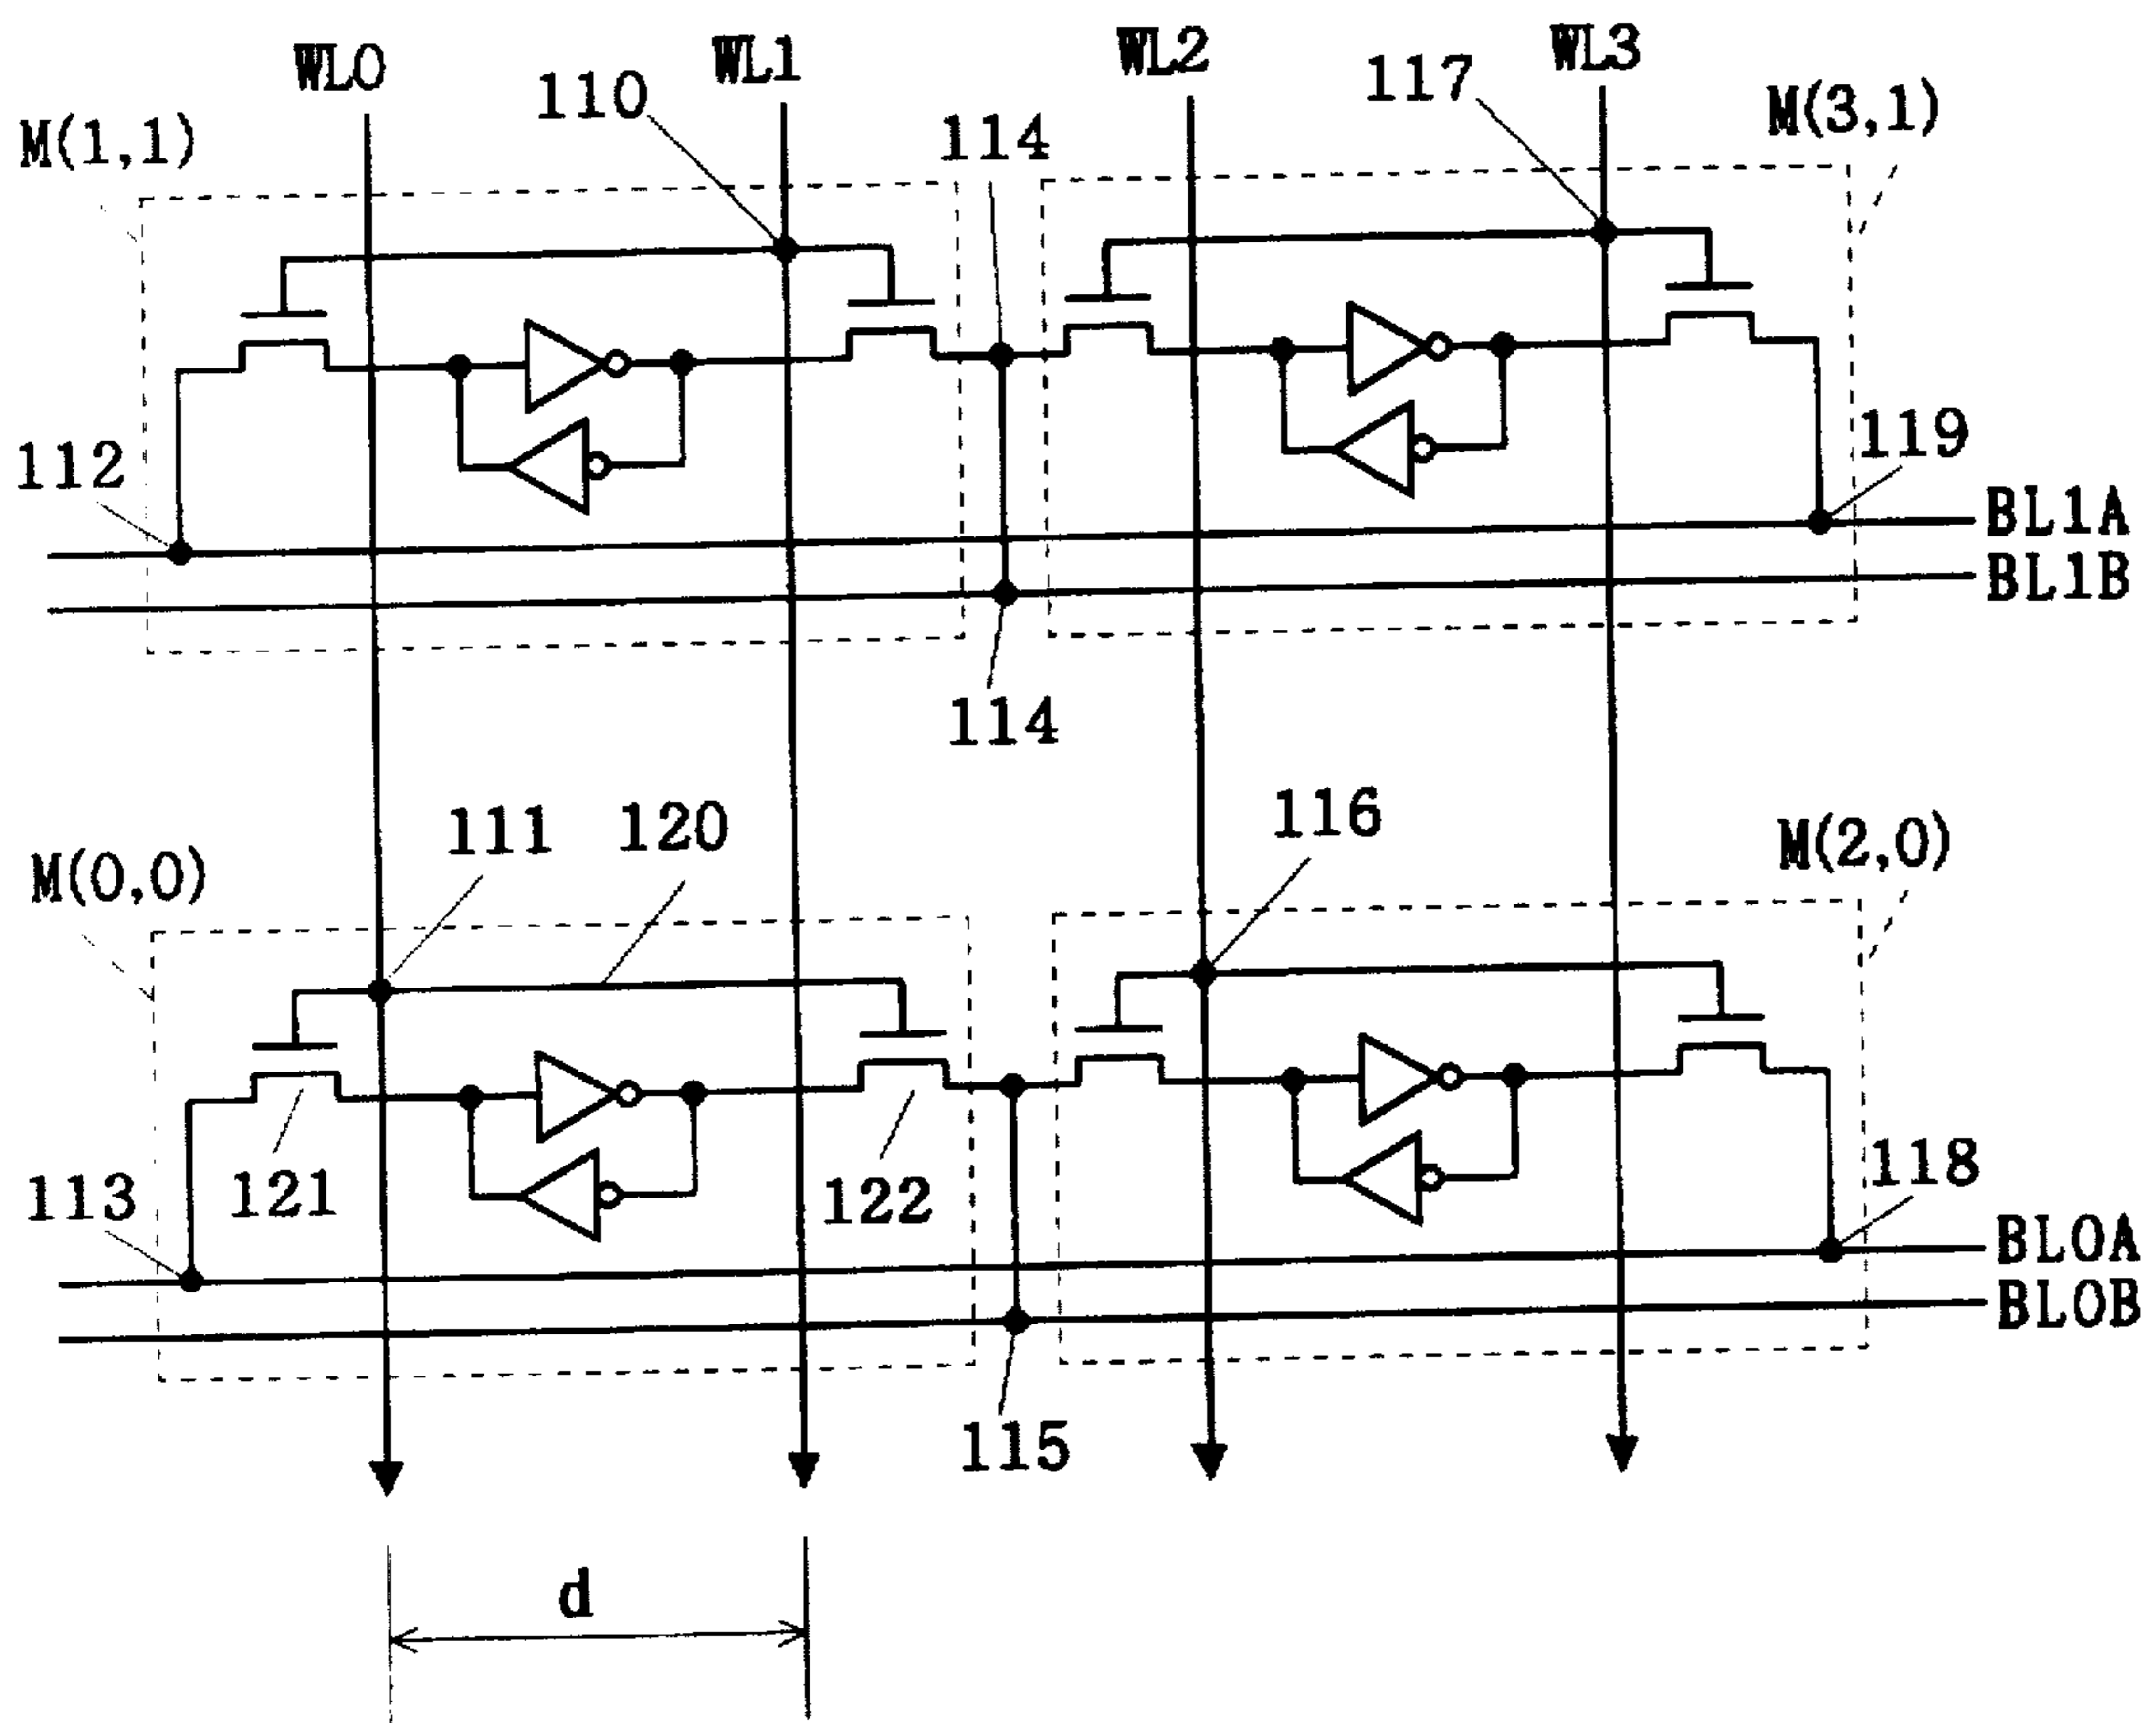 WL0 WL1 WL2 WL3
110 117
M(1,1) 114 M(3,1)
112 119
BL1A
BL1B
114
111 120 116
M(0,0) M(2,0)
113 121 122 118
BL0A
BL0B
115
d